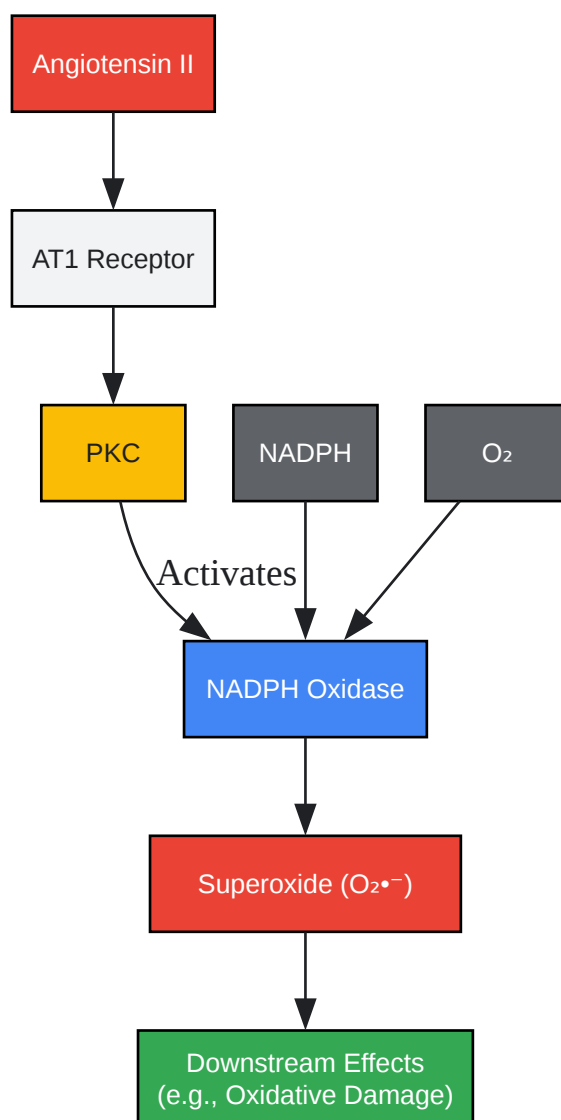 Angiotensin II
AT1 Receptor
PKC
NADPH
O₂
Activates
NADPH Oxidase
Superoxide (O₂•⁻)
Downstream Effects
(e.g., Oxidative Damage)